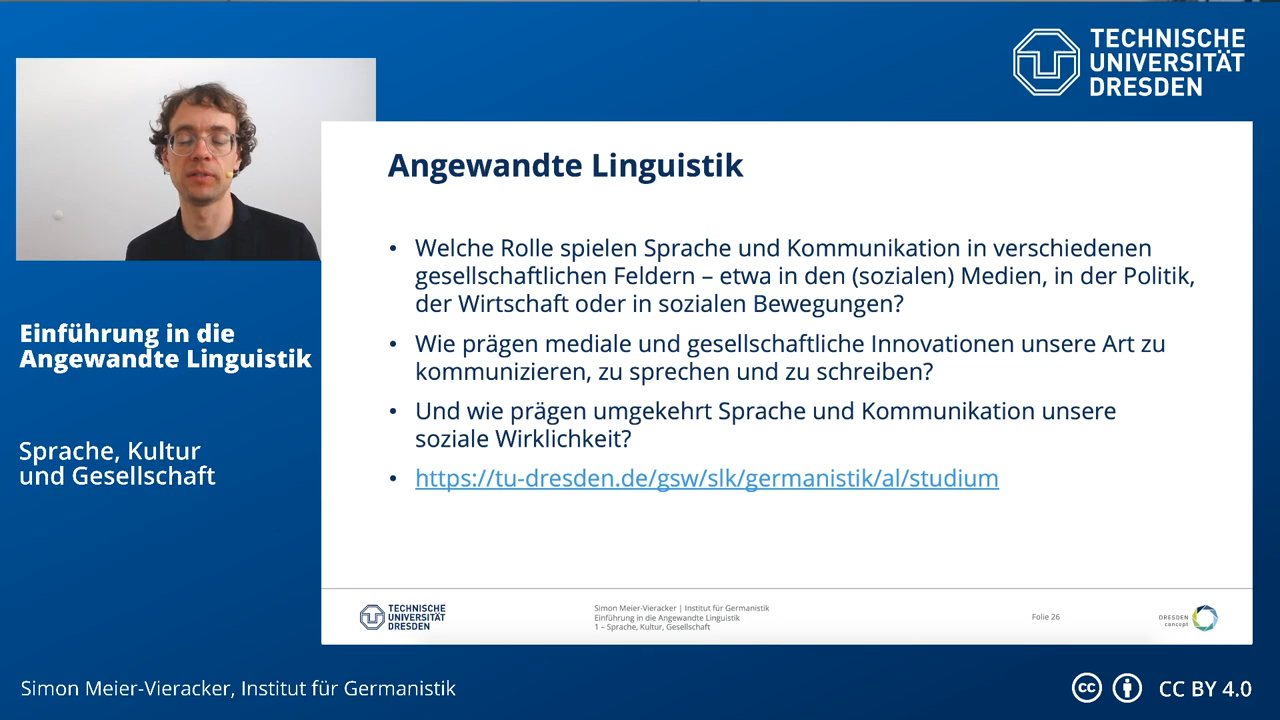 TECHNISCHE
UNIVERSITÄT
DRESDEN
Einführung in die
Angewandte Linguistik
Sprache, Kultur
und Gesellschaft
Angewandte Linguistik
• Welche Rolle spielen Sprache und Kommunikation in verschiedenen
gesellschaftlichen Feldern – etwa in den (sozialen) Medien, in der Politik,
der Wirtschaft oder in sozialen Bewegungen?
• Wie prägen mediale und gesellschaftliche Innovationen unsere Art zu
kommunizieren, zu sprechen und zu schreiben?
• Und wie prägen umgekehrt Sprache und Kommunikation unsere
soziale Wirklichkeit?
• https://tu-dresden.de/gsw/slk/germanistik/al/studium
TECHNISCHE
UNIVERSITÄT
DRESDEN
Simon Meier-Vieracker | Institut für Germanistik
Einführung in die Angewandte Linguistik
1 – Sprache, Kultur, Gesellschaft
Folie 26
DRESDEN
concept
Simon Meier-Vieracker, Institut für Germanistik
cc
CC BY 4.0